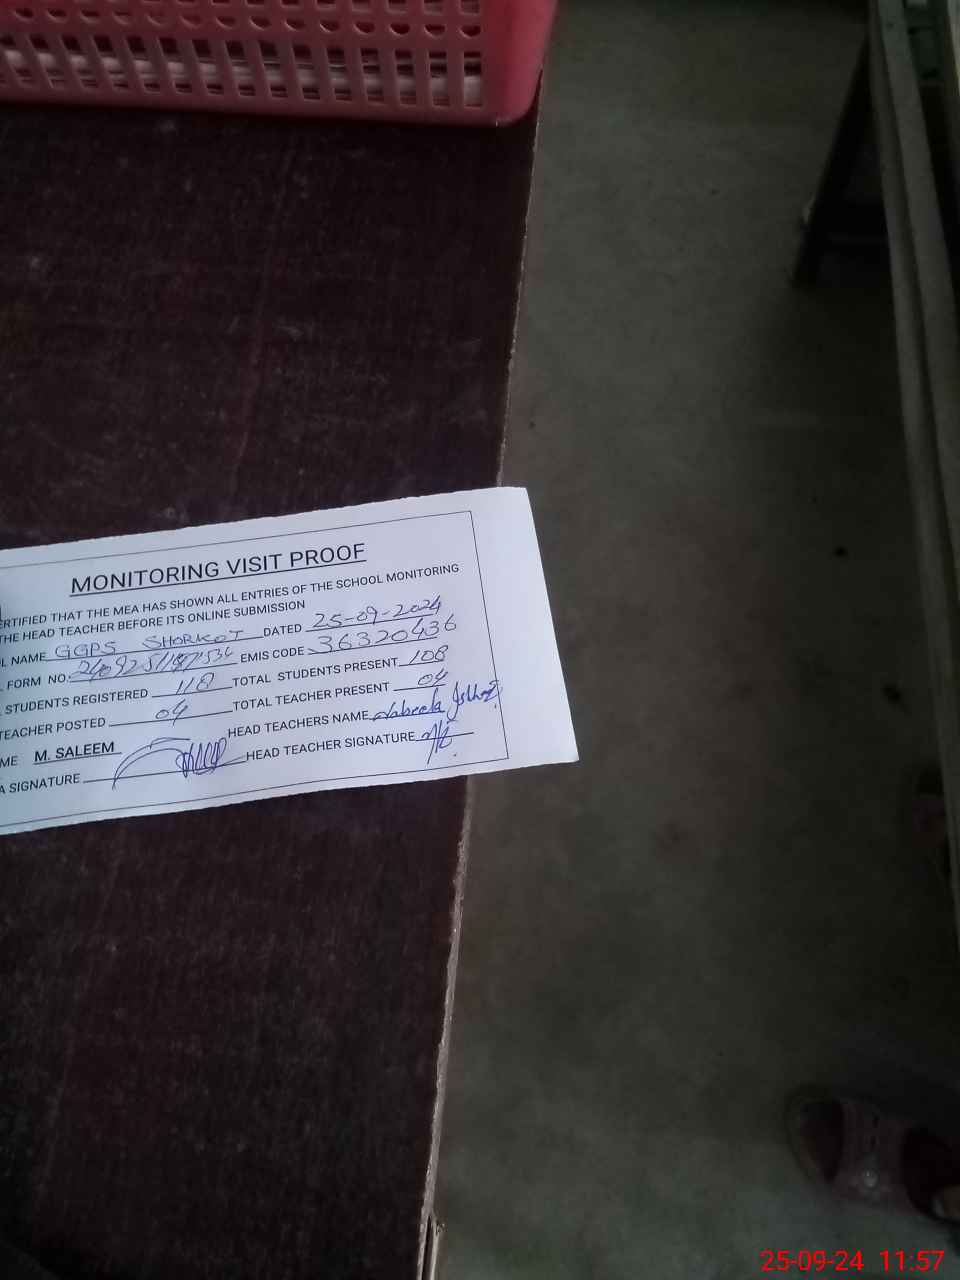 MONITORING VISIT PROOF
ERTIFIED THAT THE MEA HAS SHOWN ALL ENTRIES OF THE SCHOOL MONITORING
THE HEAD TEACHER BEFORE ITS ONLINE SUBMISSION
L NAME GGPS SHORKOT DATED 25-09-2024
FORM NO. EMIS CODE 36320436
STUDENTS REGISTERED 118 TOTAL STUDENTS PRESENT 108
TEACHER POSTED 04 TOTAL TEACHER PRESENT 04
ME M. SALEEM HEAD TEACHERS NAME Nabeela
A SIGNATURE HEAD TEACHER SIGNATURE
25-09-24 11:57